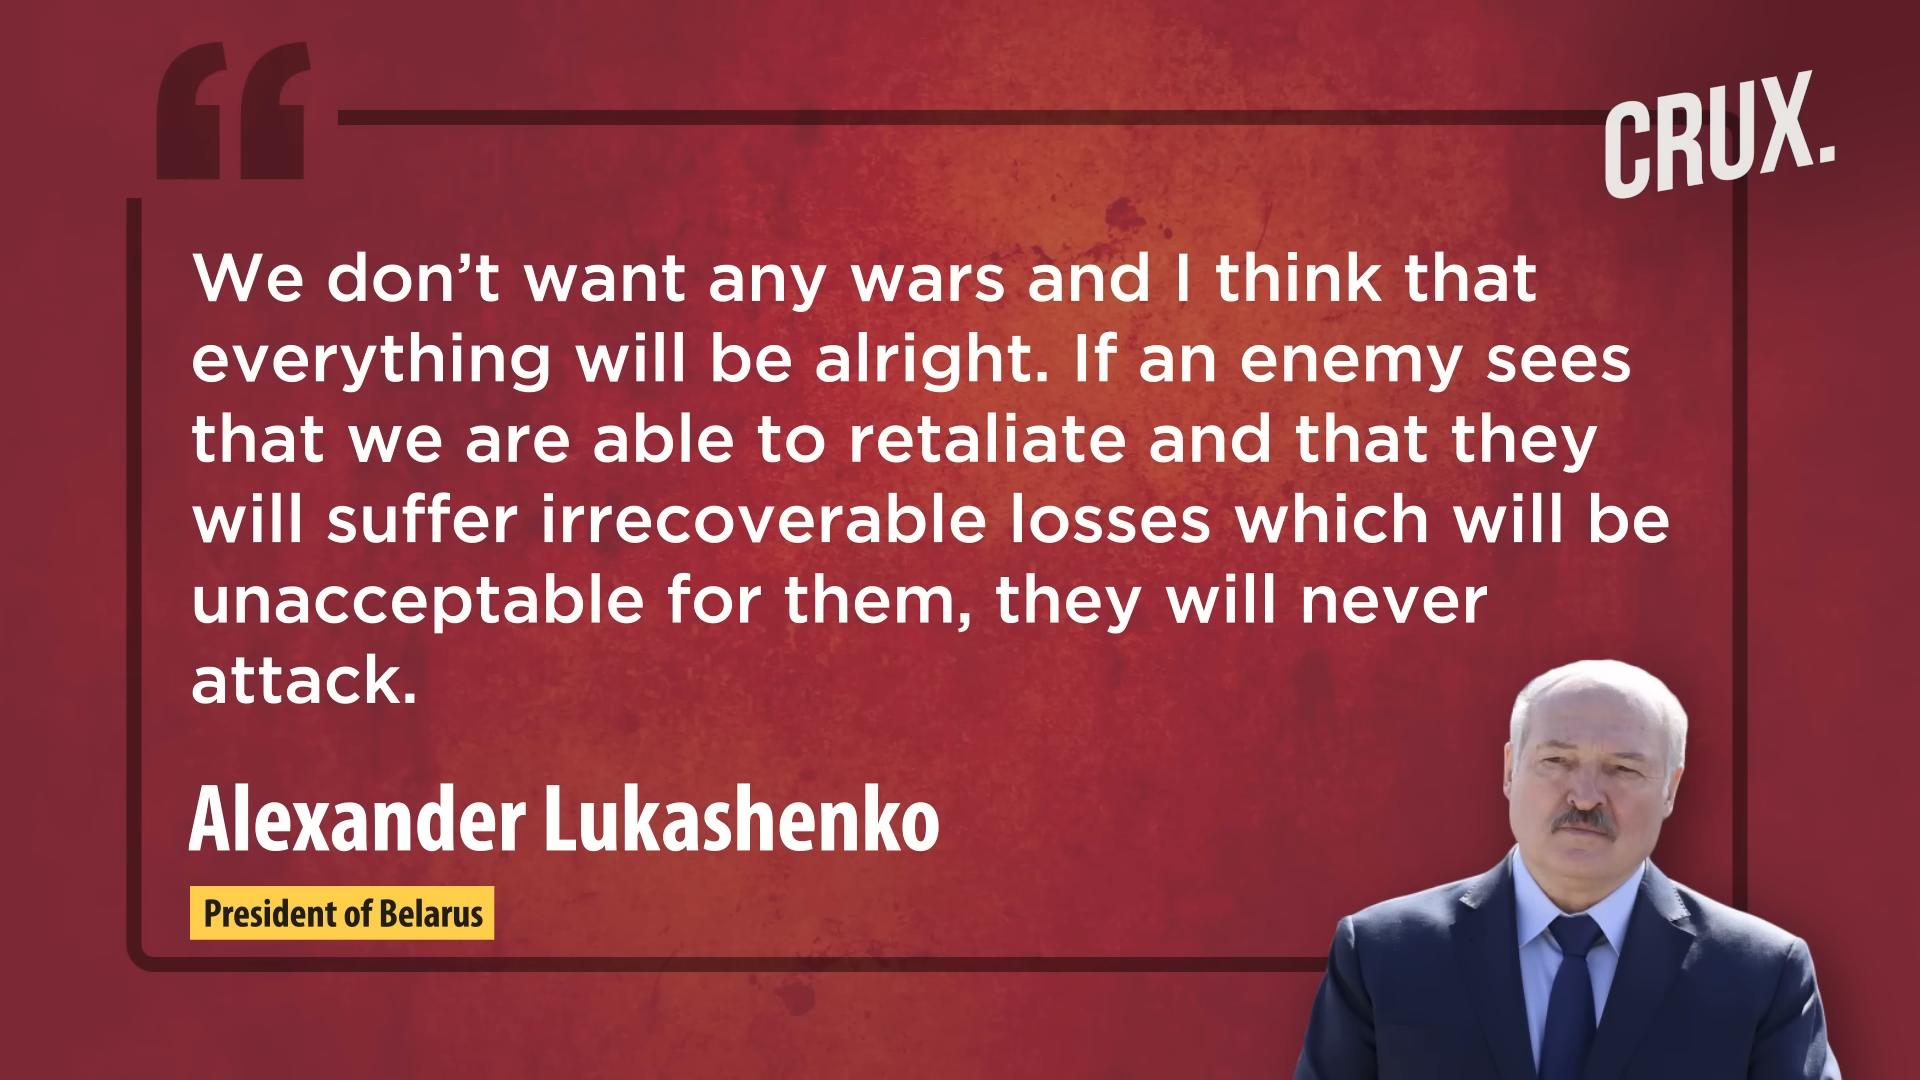 CRUX.
We don’t want any wars and I think that
everything will be alright. If an enemy sees
that we are able to retaliate and that they
will suffer irrecoverable losses which will be
unacceptable for them, they will never
attack.
Alexander Lukashenko
President of Belarus